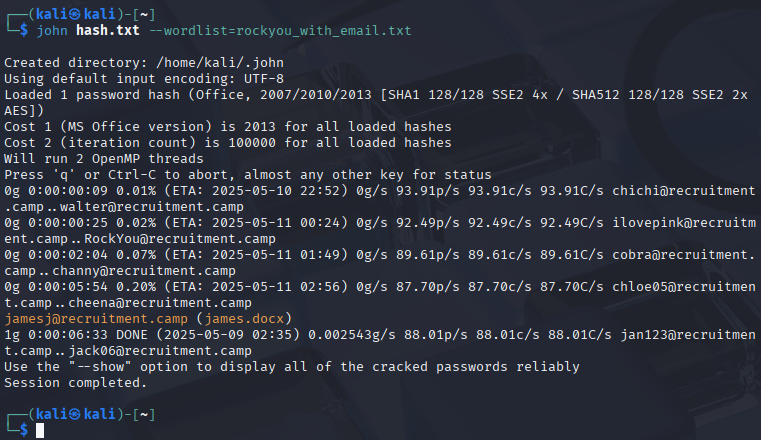 ┌──(kali㉿kali)-[~]
└─$ john hash.txt --wordlist=rockyou_with_email.txt
Created directory: /home/kali/.john
Using default input encoding: UTF-8
Loaded 1 password hash (Office, 2007/2010/2013 [SHA1 128/128 SSE2 4x / SHA512 128/128 SSE2 2x
AES])
Cost 1 (MS Office version) is 2013 for all loaded hashes
Cost 2 (iteration count) is 100000 for all loaded hashes
Will run 2 OpenMP threads
Press 'q' or Ctrl-C to abort, almost any other key for status
0g 0:00:00:09 0.01% (ETA: 2025-05-10 22:52) 0g/s 93.91p/s 93.91c/s 93.91C/s chichi@recruitment
.camp..walter@recruitment.camp
0g 0:00:00:25 0.02% (ETA: 2025-05-11 00:24) 0g/s 92.49p/s 92.49c/s 92.49C/s ilovepink@recruitm
ent.camp..RockYou@recruitment.camp
0g 0:00:02:04 0.07% (ETA: 2025-05-11 01:49) 0g/s 89.61p/s 89.61c/s 89.61C/s cobra@recruitment.
camp..channy@recruitment.camp
0g 0:00:05:54 0.20% (ETA: 2025-05-11 02:56) 0g/s 87.70p/s 87.70c/s 87.70C/s chloe05@recruitmen
t.camp..cheena@recruitment.camp
jamesj@recruitment.camp (james.docx)
1g 0:00:06:33 DONE (2025-05-09 02:35) 0.002543g/s 88.01p/s 88.01c/s 88.01C/s jan123@recruitmen
t.camp..jack06@recruitment.camp
Use the "--show" option to display all of the cracked passwords reliably
Session completed.
┌──(kali㉿kali)-[~]
└─$